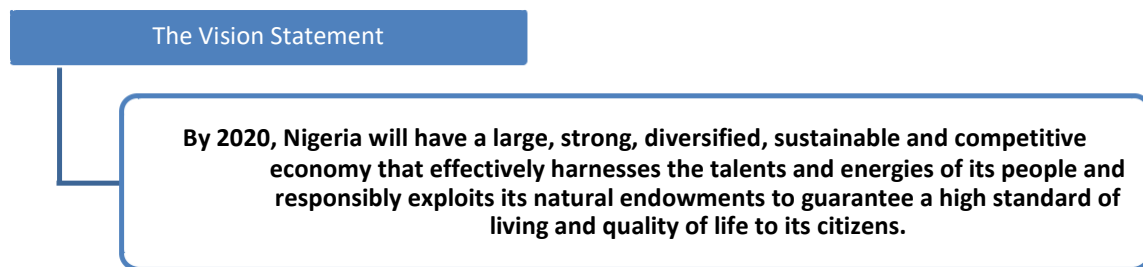 The Vision Statement
By 2020, Nigeria will have a large, strong, diversified, sustainable and competitive
economy that effectively harnesses the talents and energies of its people and
responsibly exploits its natural endowments to guarantee a high standard of
living and quality of life to its citizens.